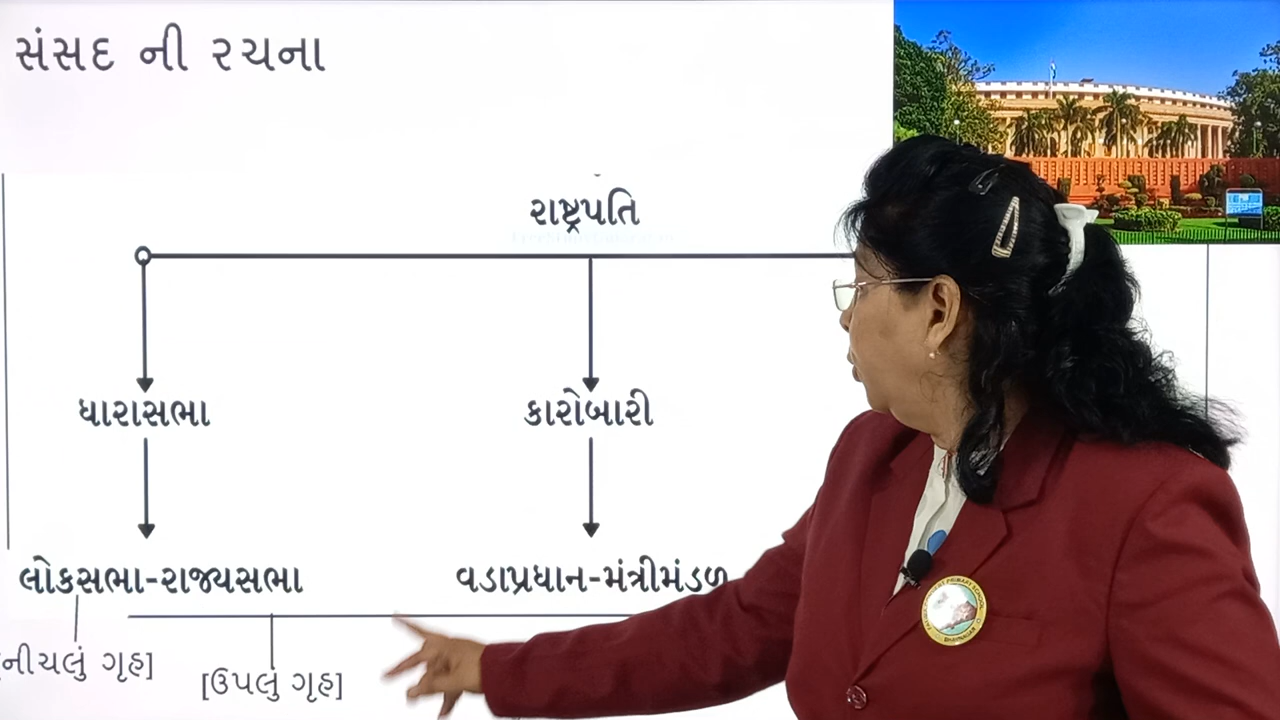 સંસદ ની રચના
રાષ્ટ્રપતિ
ધારાસભા
કારોબારી
લોકસભા-રાજ્યસભા
વડાપ્રધાન-મંત્રીમંડળ
નીચલું ગૃહ]
[ઉપલું ગૃહ]